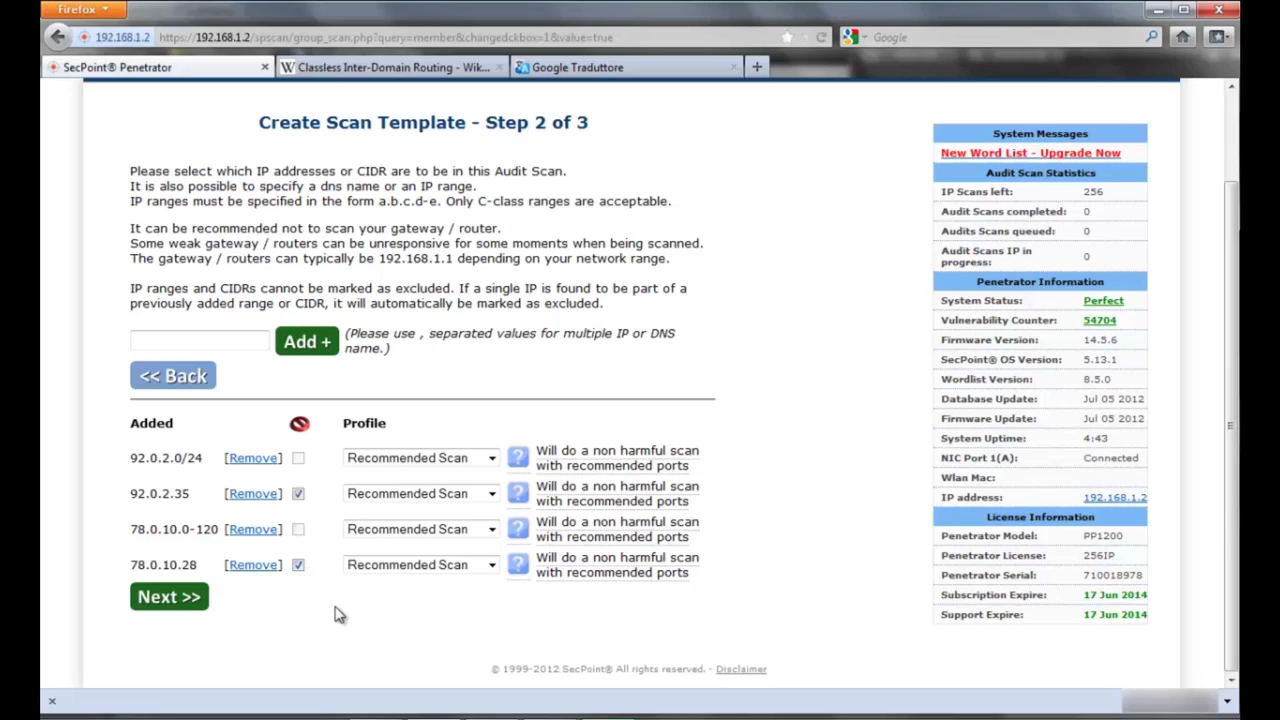 Firefox
192.168.1.2 https://192.168.1.2/spscan/group_scan.php?query=member&changedckbox=1&value=true
Google
SecPoint® Penetrator
Classless Inter-Domain Routing - Wik...
Google Traduttore
Create Scan Template - Step 2 of 3
Please select which IP addresses or CIDR are to be in this Audit Scan.
It is also possible to specify a dns name or an IP range.
IP ranges must be specified in the form a.b.c.d-e. Only C-class ranges are acceptable.
It can be recommended not to scan your gateway / router.
Some weak gateway / routers can be unresponsive for some moments when being scanned.
The gateway / routers can typically be 192.168.1.1 depending on your network range.
IP ranges and CIDRs cannot be marked as excluded. If a single IP is found to be part of a
previously added range or CIDR, it will automatically be marked as excluded.
Add +
(Please use , separated values for multiple IP or DNS
name.)
<< Back
Added Profile
92.0.2.0/24 [Remove] Recommended Scan ? Will do a non harmful scan
with recommended ports
92.0.2.35 [Remove] Recommended Scan ? Will do a non harmful scan
with recommended ports
78.0.10.0-120 [Remove] Recommended Scan ? Will do a non harmful scan
with recommended ports
78.0.10.28 [Remove] Recommended Scan ? Will do a non harmful scan
with recommended ports
Next >>
System Messages
New Word List - Upgrade Now
Audit Scan Statistics
IP Scans left: 256
Audit Scans completed: 0
Audits Scans queued: 0
Audit Scans IP in
progress: 0
Penetrator Information
System Status: Perfect
Vulnerability Counter: 54704
Firmware Version: 14.5.6
SecPoint® OS Version: 5.13.1
Wordlist Version: 8.5.0
Database Update: Jul 05 2012
Firmware Update: Jul 05 2012
System Uptime: 4:43
NIC Port 1(A): Connected
Wlan Mac:
IP address: 192.168.1.2
License Information
Penetrator Model: PP1200
Penetrator License: 256IP
Penetrator Serial: 710018978
Subscription Expire: 17 Jun 2014
Support Expire: 17 Jun 2014
© 1999-2012 SecPoint® All rights reserved. - Disclaimer